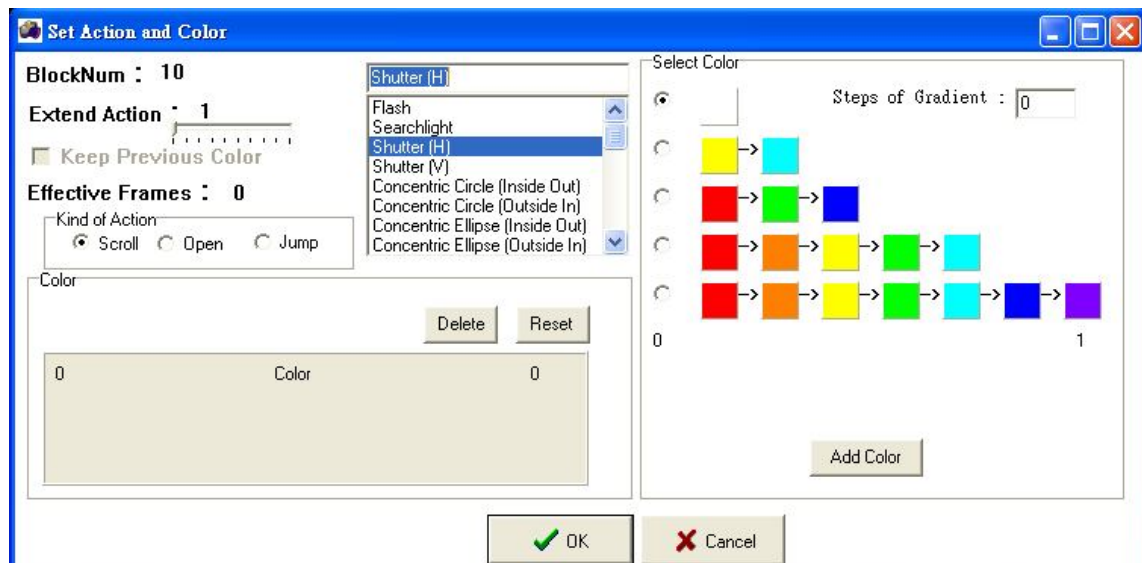 Set Action and Color
BlockNum : 10
Extend Action : 1
Keep Previous Color
Effective Frames : 0
Kind of Action
Scroll Open Jump
Shutter (H)
Flash
Searchlight
Shutter (H)
Shutter (V)
Concentric Circle (Inside Out)
Concentric Circle (Outside In)
Concentric Ellipse (Inside Out)
Concentric Ellipse (Outside In)
Color
Delete Reset
0 Color 0
Select Color
Steps of Gradient : 0
->
-> ->
-> -> -> ->
-> -> -> -> -> ->
0 1
Add Color
OK Cancel